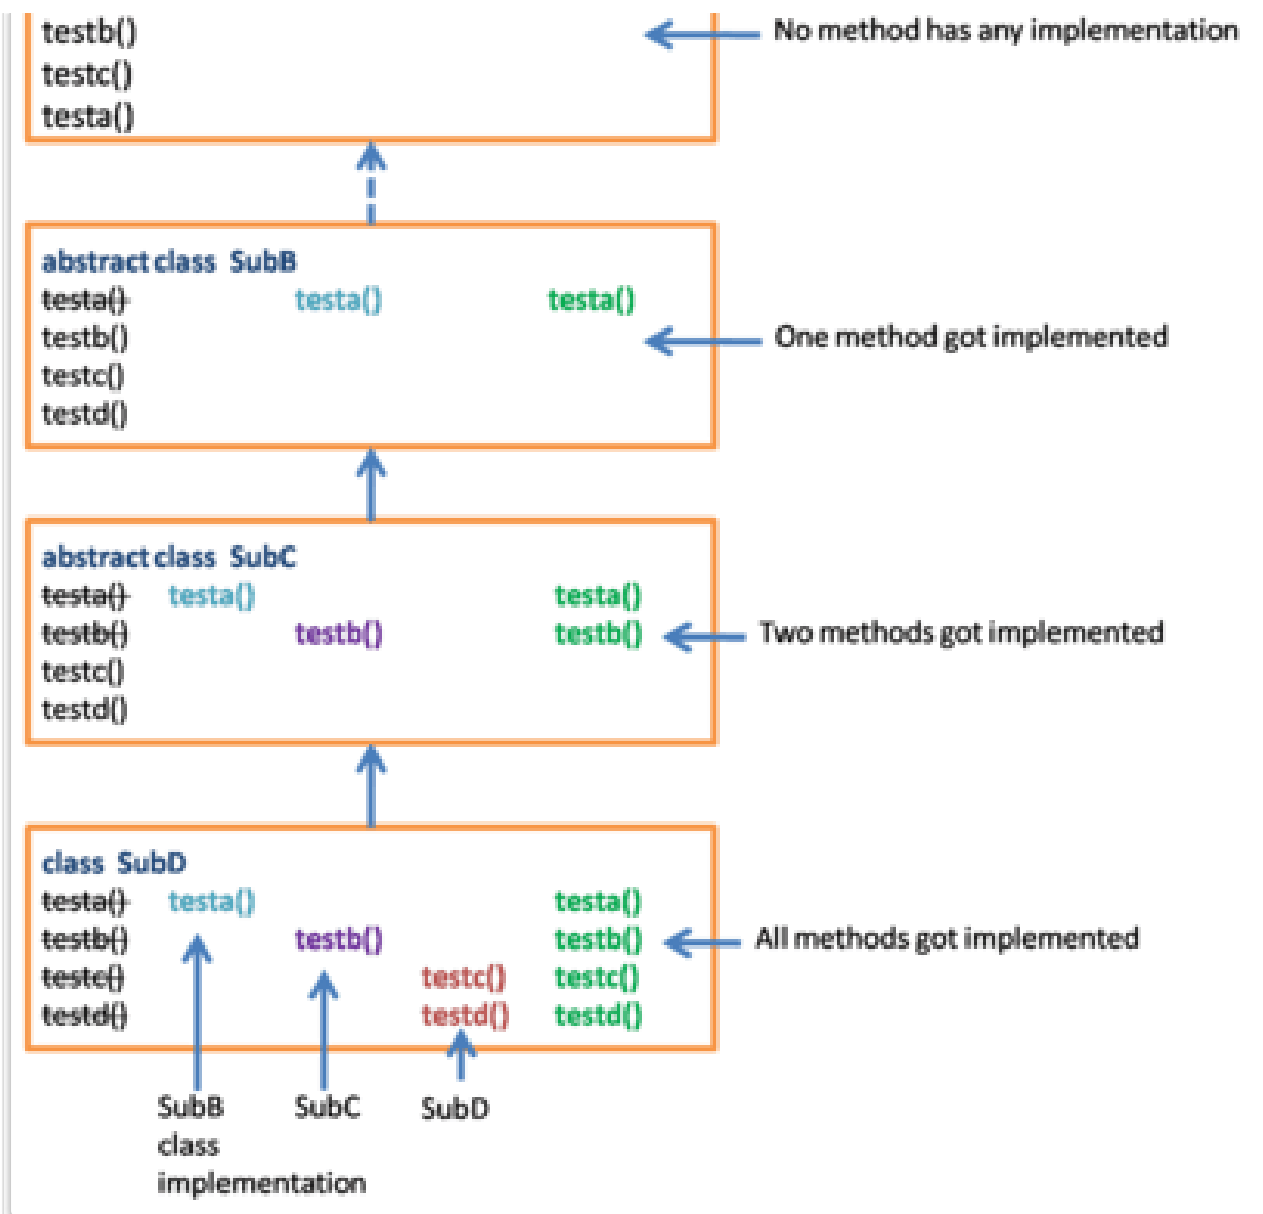 testb()
No method has any implementation
testc()
testa()
abstract class SubB
testa() testa() testa()
testb()
One method got implemented
testc()
testd()
abstract class SubC
testa() testa() testa()
testb() testb() testb()
Two methods got implemented
testc()
testd()
class SubD
testa() testa() testa()
testb() testb() testb()
All methods got implemented
testc() testc() testc()
testd() testd() testd()
SubB SubC SubD
class
implementation